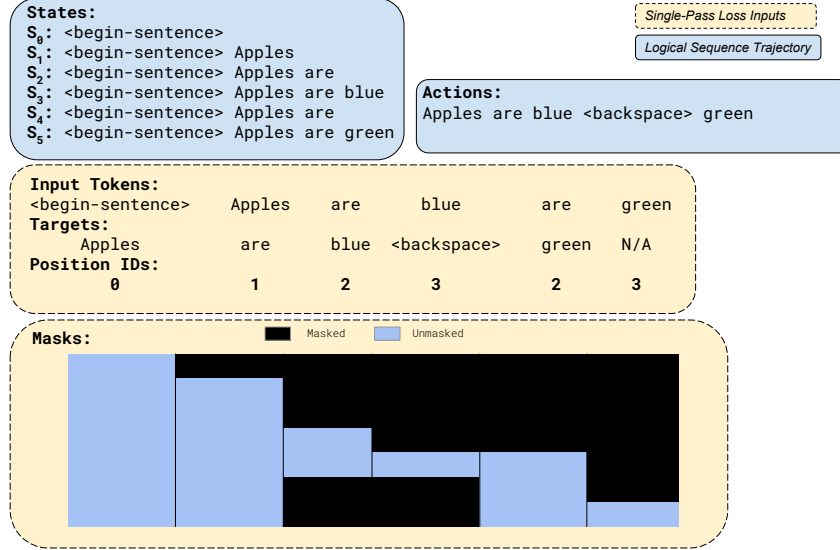 States:
S0: <begin-sentence>
S1: <begin-sentence> Apples
S2: <begin-sentence> Apples are
S3: <begin-sentence> Apples are blue
S4: <begin-sentence> Apples are
S5: <begin-sentence> Apples are green
Single-Pass Loss Inputs
Logical Sequence Trajectory
Actions:
Apples are blue <backspace> green
Input Tokens:
<begin-sentence> Apples are blue are green
Targets:
Apples are blue <backspace> green N/A
Position IDs:
0 1 2 3 2 3
Masks:
Masked Unmasked